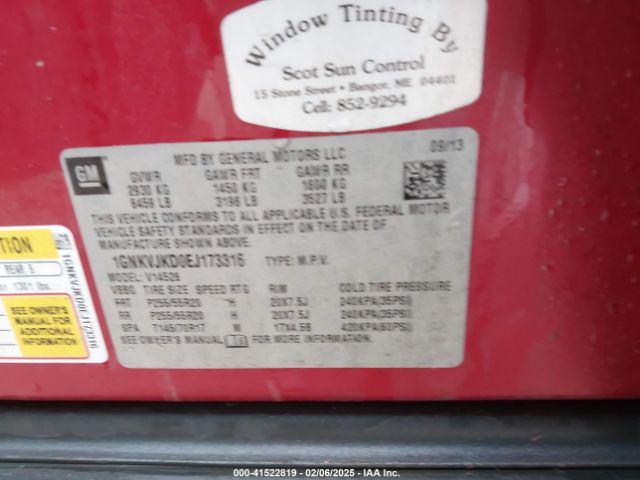 Window Tinting By
Scot Sun Control
15 Stone Street • Bangor, ME 04401
Cell: 852-9294
GM
MFD BY GENERAL MOTORS LLC 09/13
GVWR GAWR FRT GAWR RR
2930 KG 1450 KG 1600 KG
6459 LB 3196 LB 3527 LB
THIS VEHICLE CONFORMS TO ALL APPLICABLE U.S. FEDERAL MOTOR
VEHICLE SAFETY STANDARDS IN EFFECT ON THE DATE OF
MANUFACTURE SHOWN ABOVE.
1GNKVJKD0EJ173316 TYPE: M.P.V.
MODEL: V14526
TIRE SIZE SPEED RTG RIM COLD TIRE PRESSURE
FRT P255/55R20 H 20X7.5J 240KPA(35PSI)
RR P255/55R20 H 20X7.5J 240KPA(35PSI)
SPA T145/70R17 M 17X4.5B 420KPA(60PSI)
SEE OWNER'S MANUAL FOR MORE INFORMATION.
TION
REAR 5
or 1301 lbs.
SEE OWNER'S
MANUAL FOR
ADDITIONAL
INFORMATION
1GNKVJKD0EJ173316
000-41522819 - 02/06/2025 - IAA Inc.